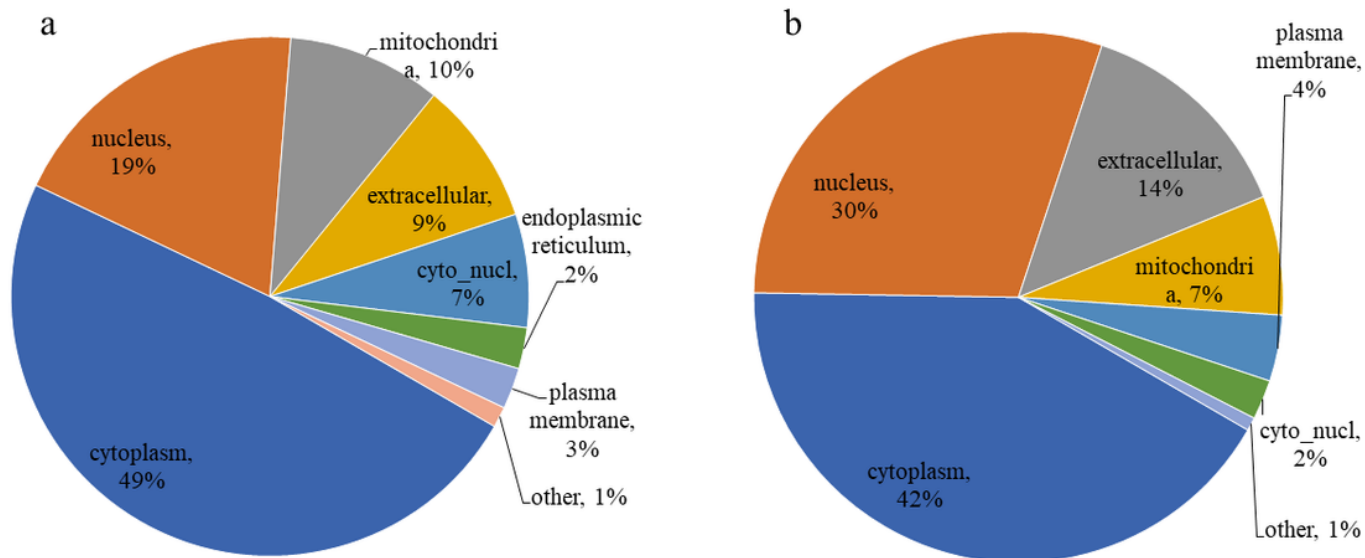 a
mitochondri
a, 10%
nucleus,
19%
extracellular,
9%
endoplasmic
reticulum,
2%
cyto_nucl,
7%
plasma
membrane,
3%
cytoplasm,
49%
other, 1%
b
plasma
membrane,
4%
extracellular,
14%
nucleus,
30%
mitochondri
a, 7%
cyto_nucl,
2%
cytoplasm,
42%
other, 1%